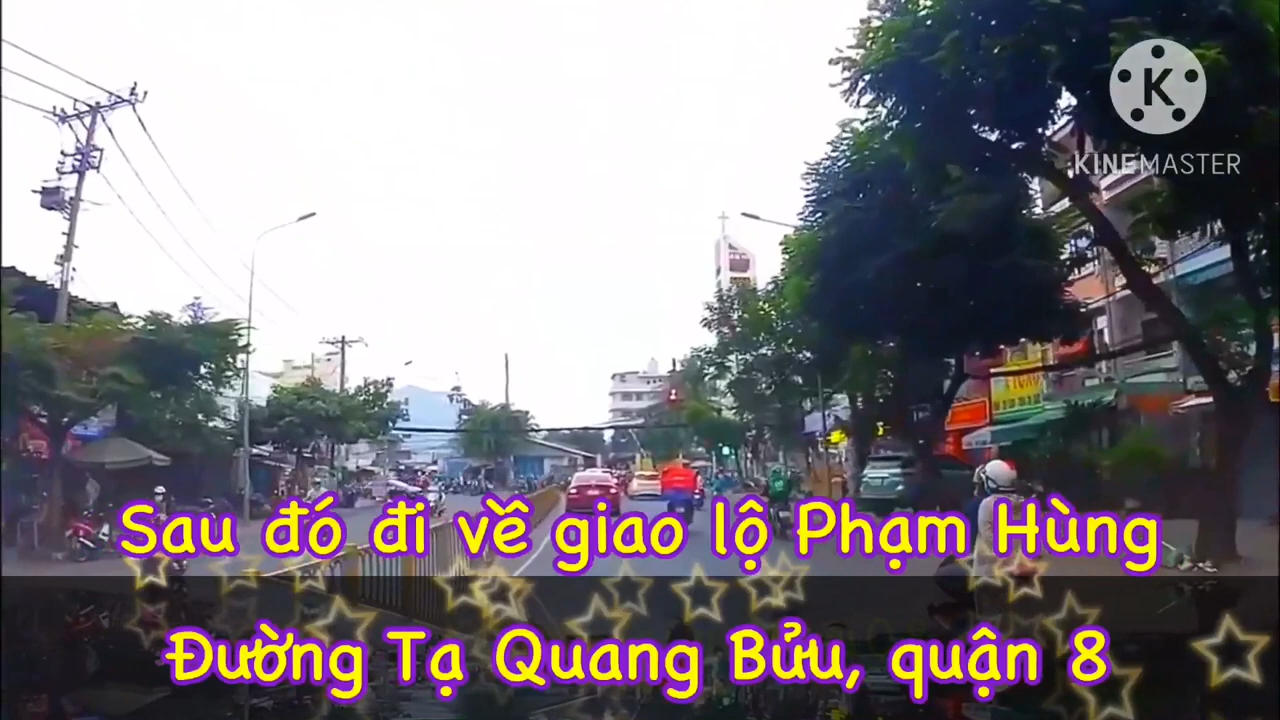 K
KINEMASTER
Sau đó đi về giao lộ Phạm Hùng
Đường Tạ Quang Bửu, quận 8